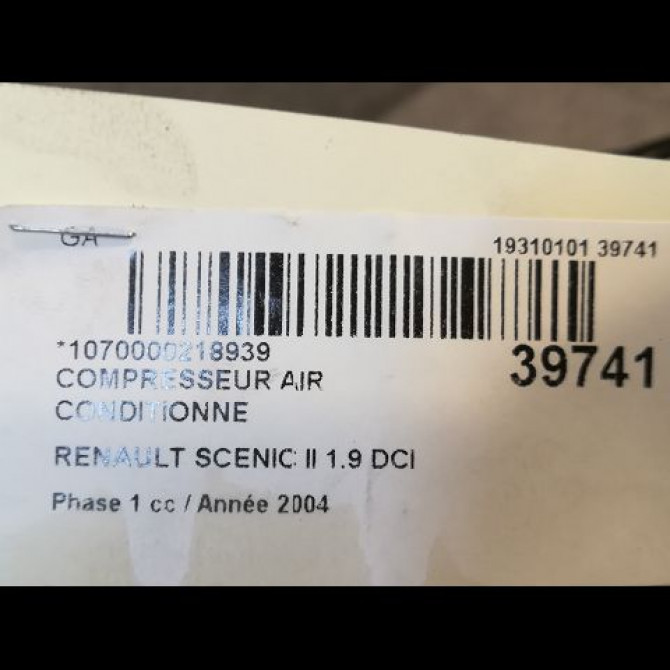 GA
19310101 39741
*1070000218939
39741
COMPRESSEUR AIR
CONDITIONNE
RENAULT SCENIC II 1.9 DCI
Phase 1 cc / Année 2004